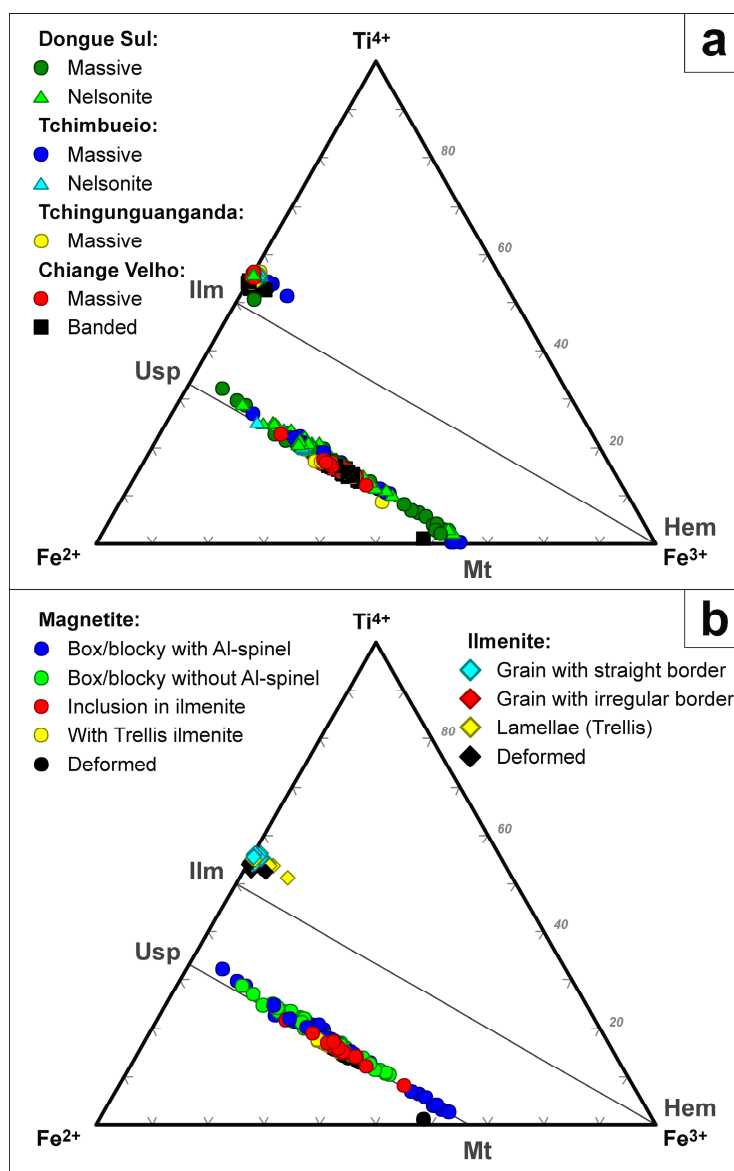 a
Dongue Sul:
Massive
Nelsonite
Tchimbueio:
Massive
Nelsonite
Tchingunguanganda:
Massive
Chiange Velho:
Massive
Banded
Ti4+
80
60
40
20
Ilm
Usp
Hem
Fe2+
Fe3+
Mt
b
Magnetite:
Box/blocky with Al-spinel
Box/blocky without Al-spinel
Inclusion in ilmenite
With Trellis ilmenite
Deformed
Ti4+
Ilmenite:
Grain with straight border
Grain with irregular border
Lamellae (Trellis)
Deformed
80
60
40
20
Ilm
Usp
Hem
Fe2+
Fe3+
Mt